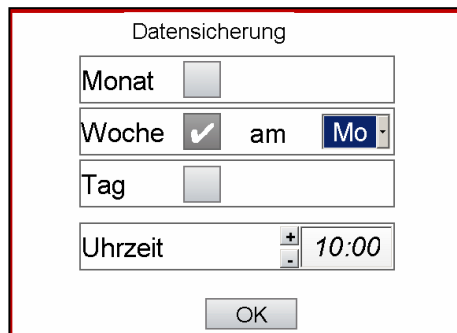 Datensicherung
Monat
Woche ✔ am Mo
Tag
Uhrzeit + - 10:00
OK